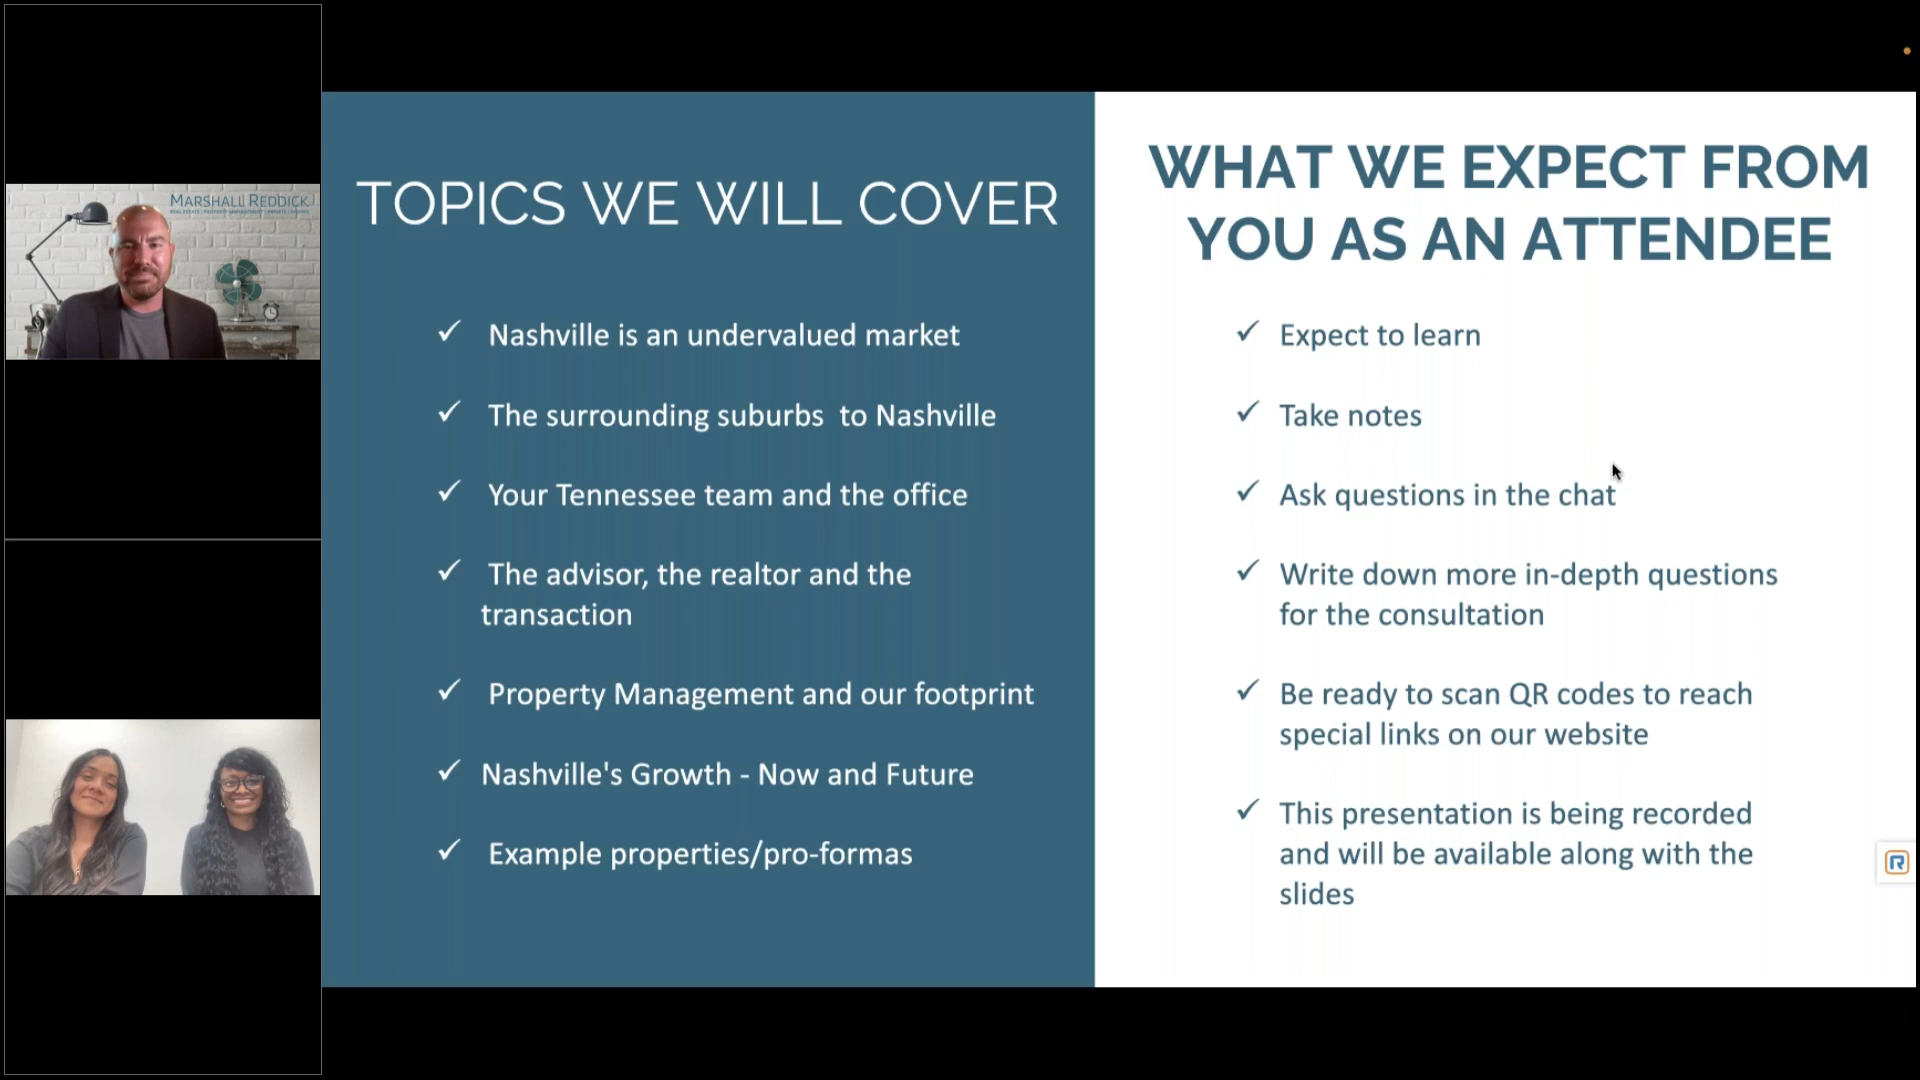 MARSHALL REDDICK
TOPICS WE WILL COVER
✓ Nashville is an undervalued market
✓ The surrounding suburbs  to Nashville
✓ Your Tennessee team and the office
✓ The advisor, the realtor and the
transaction
✓ Property Management and our footprint
✓ Nashville's Growth - Now and Future
✓ Example properties/pro-formas
WHAT WE EXPECT FROM
YOU AS AN ATTENDEE
✓ Expect to learn
✓ Take notes
✓ Ask questions in the chat
✓ Write down more in-depth questions
for the consultation
✓ Be ready to scan QR codes to reach
special links on our website
✓ This presentation is being recorded
and will be available along with the
slides
R